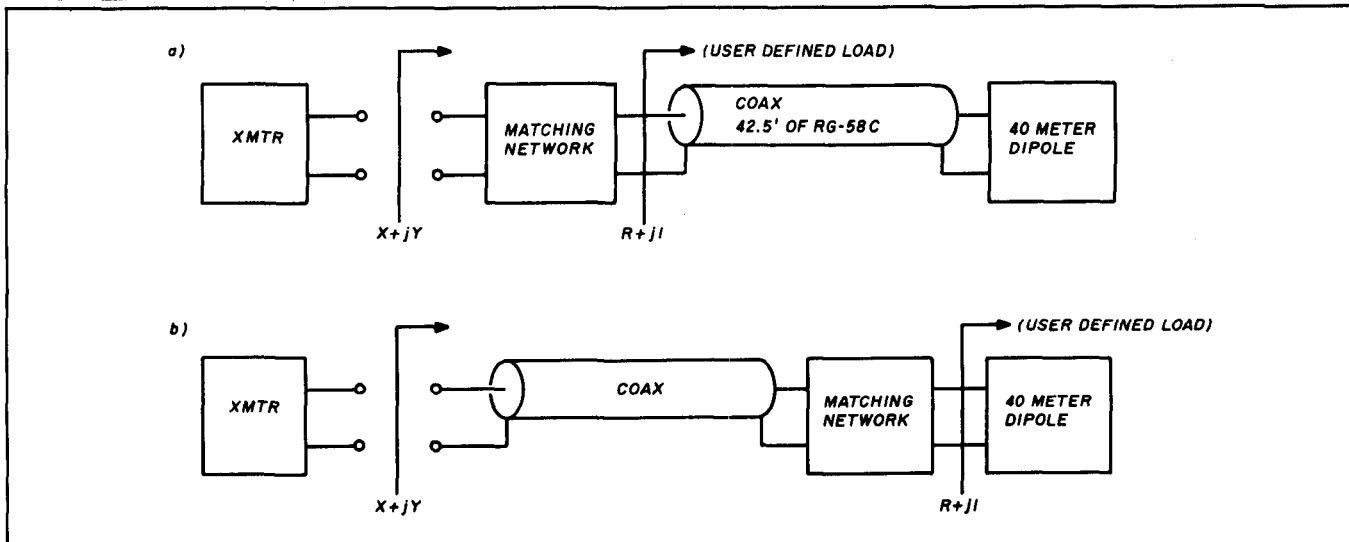 a)
(USER DEFINED LOAD)
XMTR
MATCHING
NETWORK
COAX
42.5' OF RG-58C
40 METER
DIPOLE
X+jY
R+jI
b)
(USER DEFINED LOAD)
XMTR
COAX
MATCHING
NETWORK
40 METER
DIPOLE
X+jY
R+jI